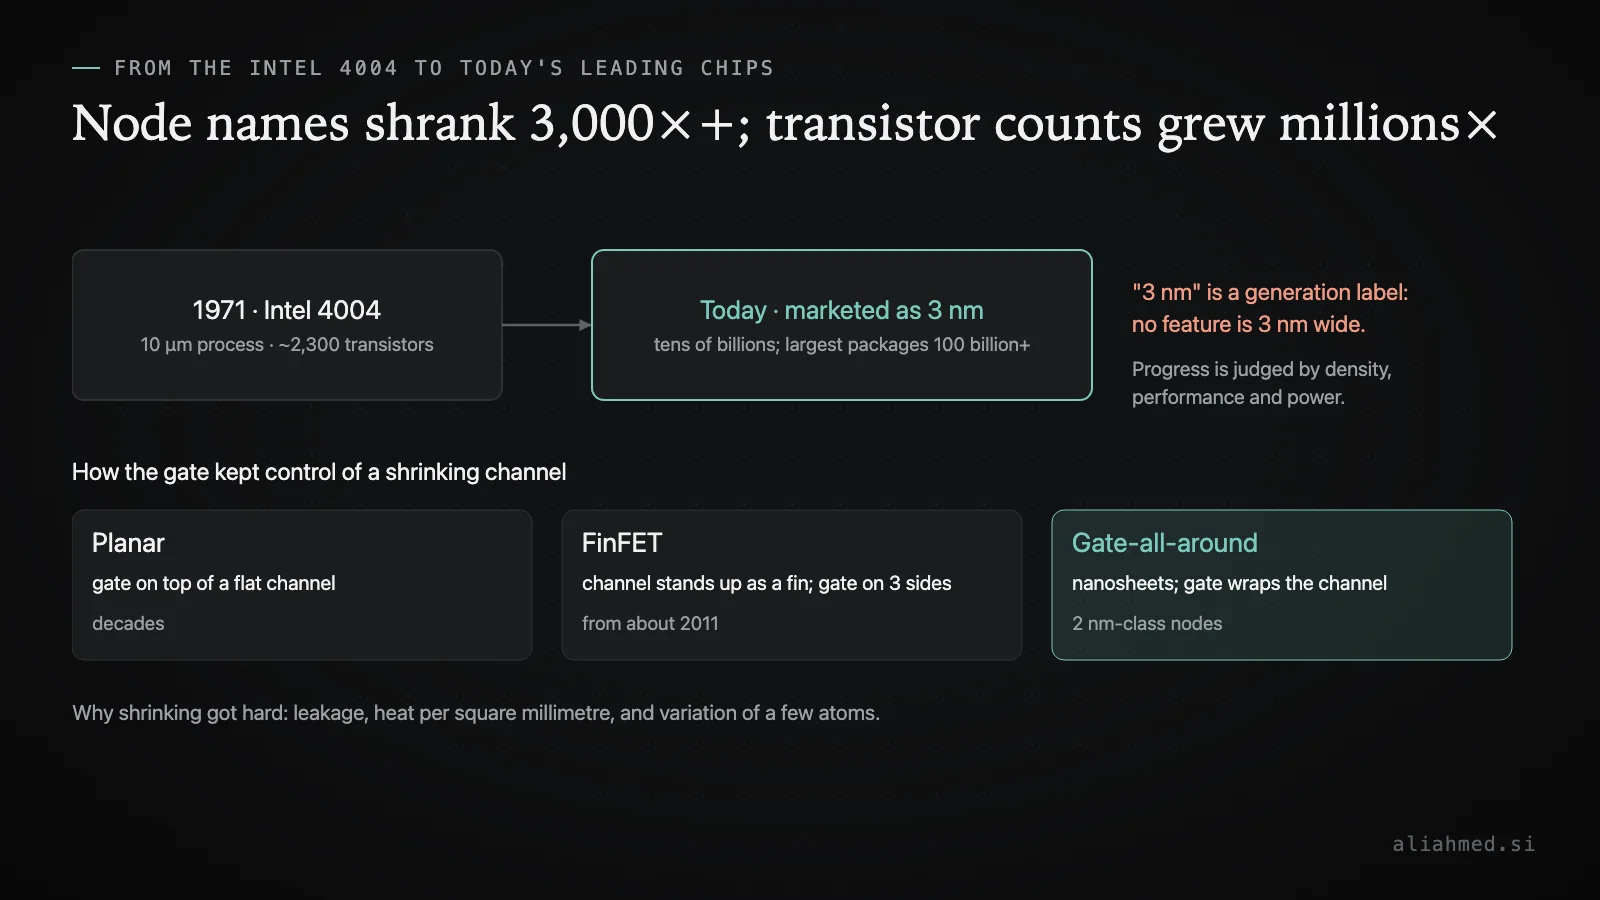 FROM THE INTEL 4004 TO TODAY'S LEADING CHIPS
Node names shrank 3,000×+; transistor counts grew millions×
1971 · Intel 4004
10 µm process · ~2,300 transistors
Today · marketed as 3 nm
tens of billions; largest packages 100 billion+
"3 nm" is a generation label:
no feature is 3 nm wide.
Progress is judged by density,
performance and power.
How the gate kept control of a shrinking channel
Planar
gate on top of a flat channel
decades
FinFET
channel stands up as a fin; gate on 3 sides
from about 2011
Gate-all-around
nanosheets; gate wraps the channel
2 nm-class nodes
Why shrinking got hard: leakage, heat per square millimetre, and variation of a few atoms.
aliahmed.si